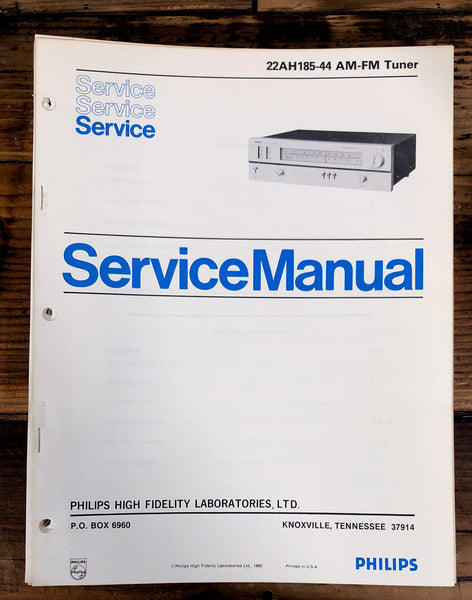 22AH185-44 AM-FM Tuner
Service
Service
Service
ServiceManual
PHILIPS HIGH FIDELITY LABORATORIES, LTD.
P.O. BOX 6960 KNOXVILLE, TENNESSEE 37914
©Philips High Fidelity Laboratories Ltd., 1980 Printed in U.S.A.
PHILIPS